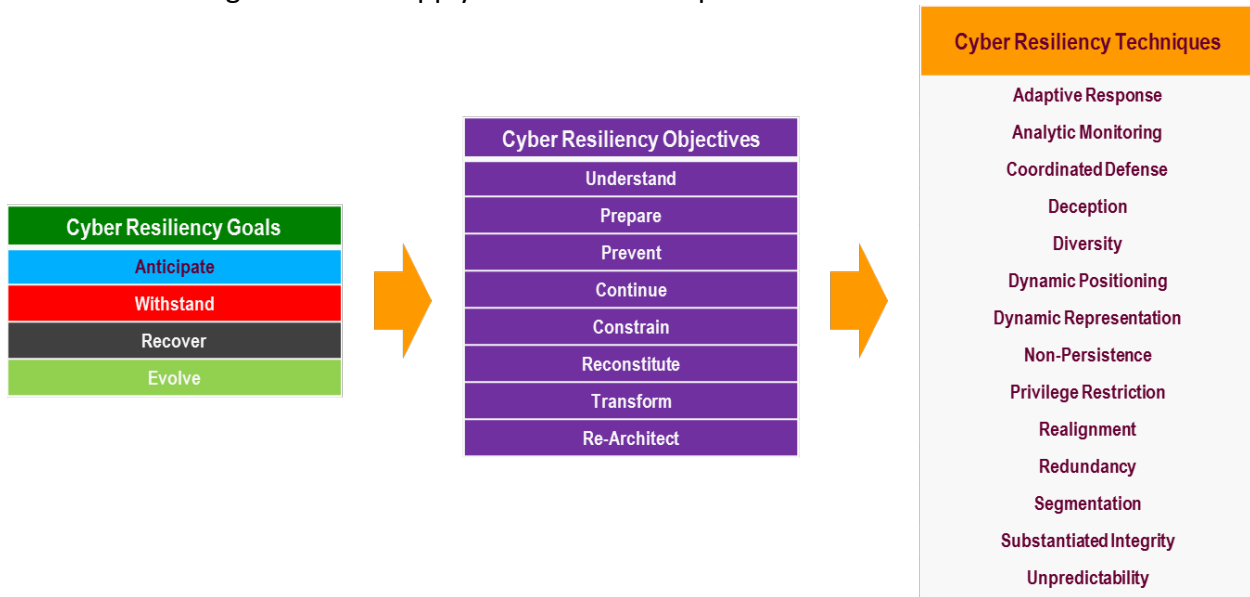 Cyber Resiliency Goals
Anticipate
Withstand
Recover
Evolve
Cyber Resiliency Objectives
Understand
Prepare
Prevent
Continue
Constrain
Reconstitute
Transform
Re-Architect
Cyber Resiliency Techniques
Adaptive Response
Analytic Monitoring
Coordinated Defense
Deception
Diversity
Dynamic Positioning
Dynamic Representation
Non-Persistence
Privilege Restriction
Realignment
Redundancy
Segmentation
Substantiated Integrity
Unpredictability